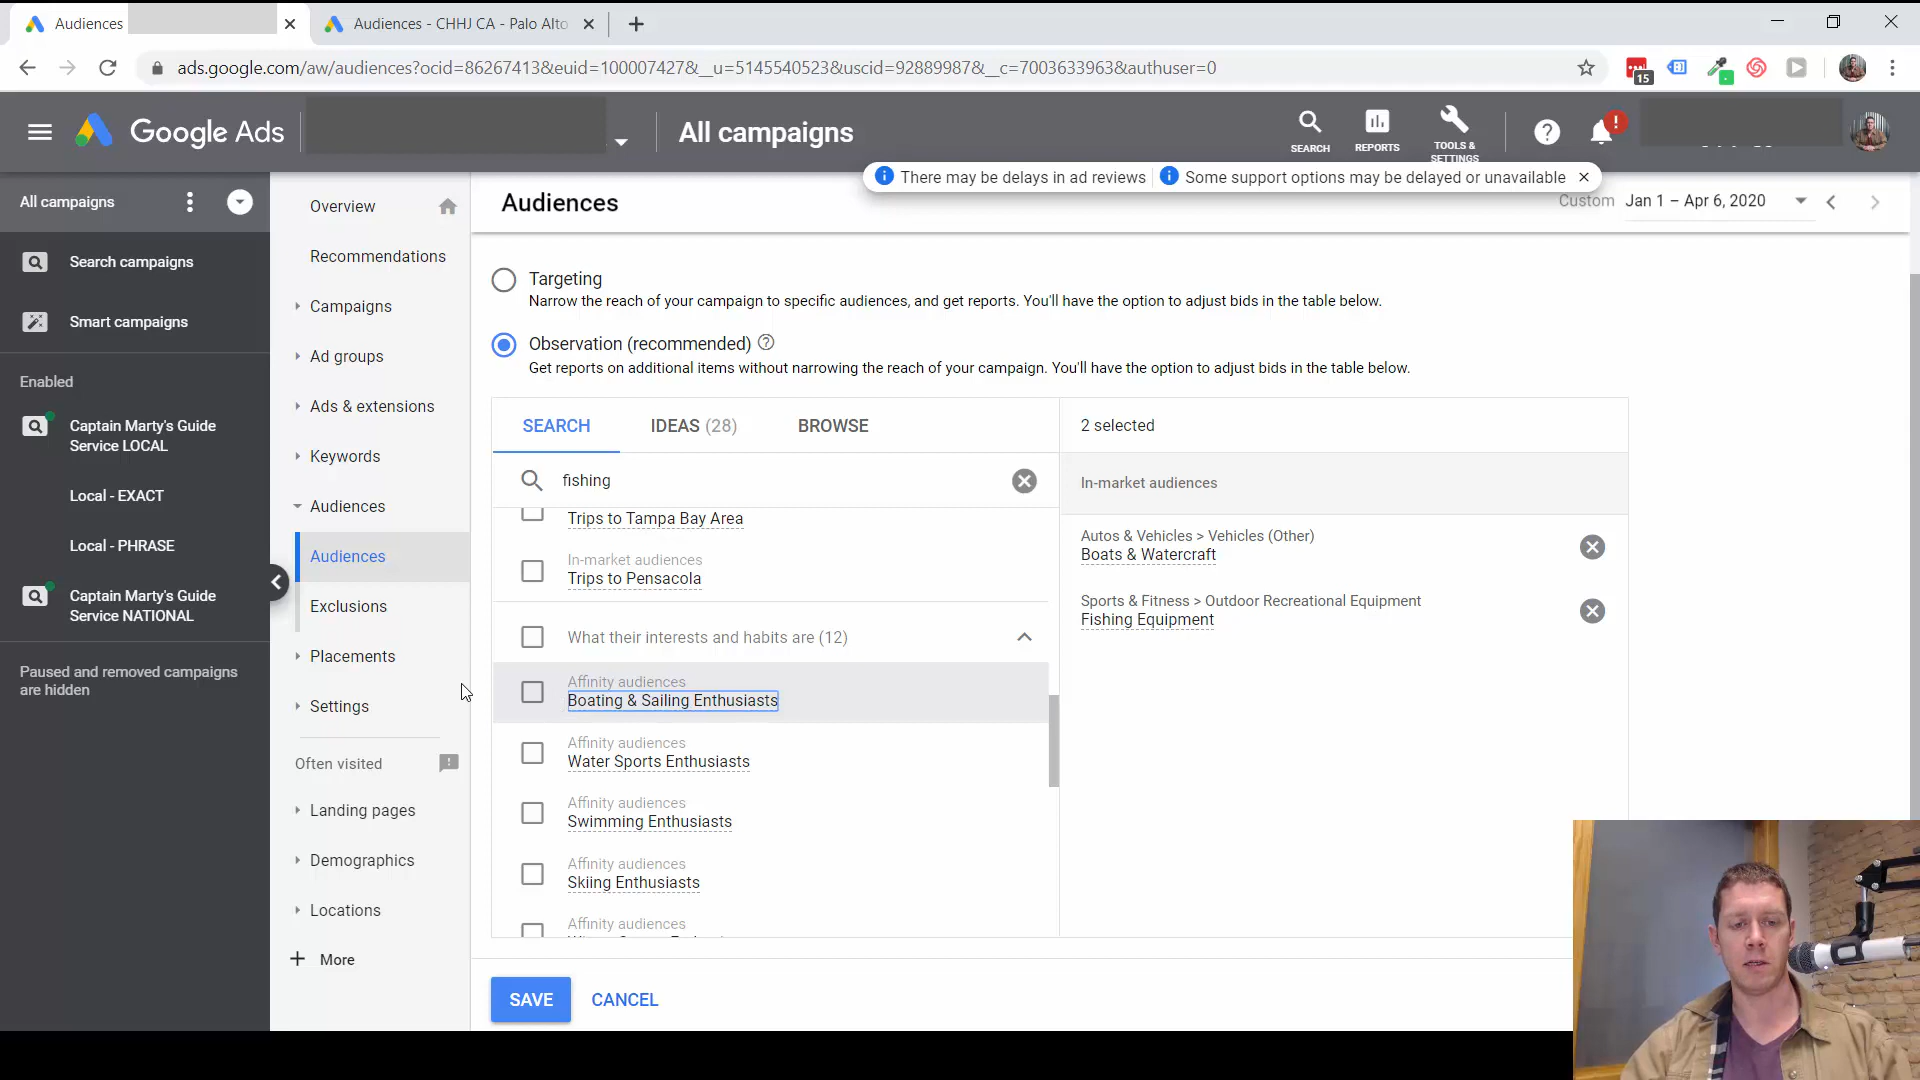 Audiences
Audiences - CHHJ CA - Palo Alto
ads.google.com/aw/audiences?ocid=86267413&euid=100007427&__u=5145540523&uscid=92889987&__c=7003633963&authuser=0
15
Google Ads
All campaigns
SEARCH
REPORTS
TOOLS & SETTINGS
There may be delays in ad reviews
Some support options may be delayed or unavailable
All campaigns
Search campaigns
Smart campaigns
Enabled
Captain Marty's Guide
Service LOCAL
Local - EXACT
Local - PHRASE
Captain Marty's Guide
Service NATIONAL
Paused and removed campaigns
are hidden
Overview
Recommendations
Campaigns
Ad groups
Ads & extensions
Keywords
Audiences
Audiences
Exclusions
Placements
Settings
Often visited
Landing pages
Demographics
Locations
More
Audiences
Custom Jan 1 – Apr 6, 2020
Targeting
Narrow the reach of your campaign to specific audiences, and get reports. You'll have the option to adjust bids in the table below.
Observation (recommended)
Get reports on additional items without narrowing the reach of your campaign. You'll have the option to adjust bids in the table below.
SEARCH IDEAS (28) BROWSE
fishing
Trips to Tampa Bay Area
In-market audiences
Trips to Pensacola
What their interests and habits are (12)
Affinity audiences
Boating & Sailing Enthusiasts
Affinity audiences
Water Sports Enthusiasts
Affinity audiences
Swimming Enthusiasts
Affinity audiences
Skiing Enthusiasts
Affinity audiences
2 selected
In-market audiences
Autos & Vehicles > Vehicles (Other)
Boats & Watercraft
Sports & Fitness > Outdoor Recreational Equipment
Fishing Equipment
SAVE CANCEL